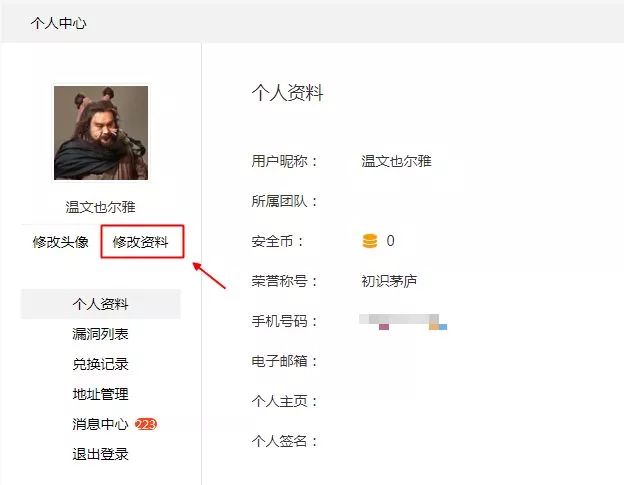 个人中心
温文也尔雅
修改头像 修改资料
个人资料
漏洞列表
兑换记录
地址管理
消息中心 223
退出登录
个人资料
用户昵称： 温文也尔雅
所属团队：
安全币： 0
荣誉称号： 初识茅庐
手机号码：
电子邮箱：
个人主页：
个人签名：